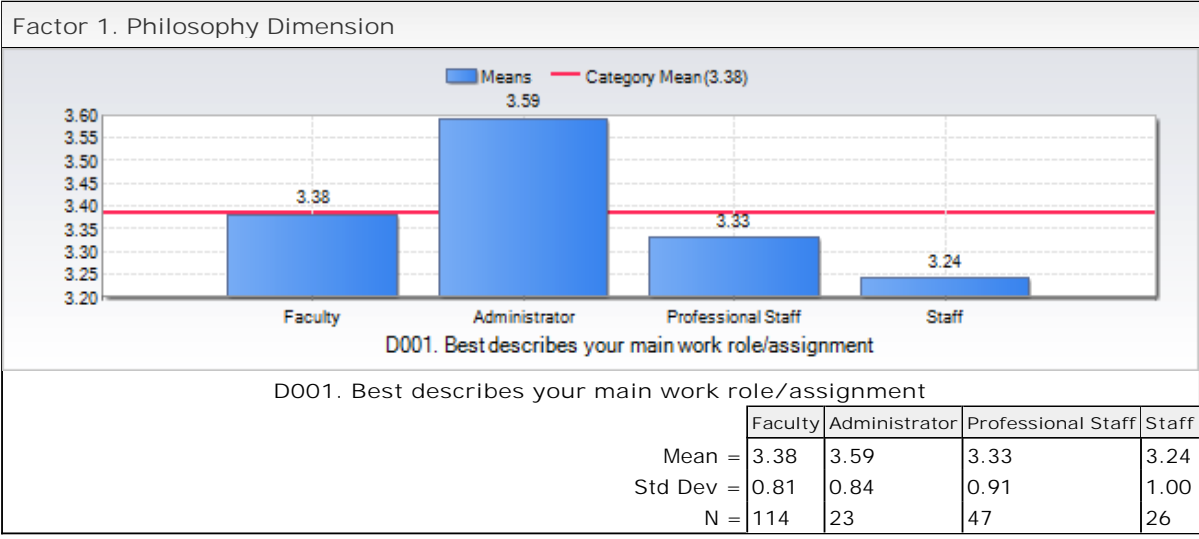 Factor 1. Philosophy Dimension
Means Category Mean(3.38)
3.59
3.60
3.55
3.50
3.45
3.40
3.35
3.30
3.25
3.20
3.38
3.33
3.24
Faculty Administrator Professional Staff Staff
D001. Best describes your main work role/assignment
D001. Best describes your main work role/assignment
Faculty Administrator Professional Staff Staff
Mean = 3.38 3.59 3.33 3.24
Std Dev = 0.81 0.84 0.91 1.00
N = 114 23 47 26